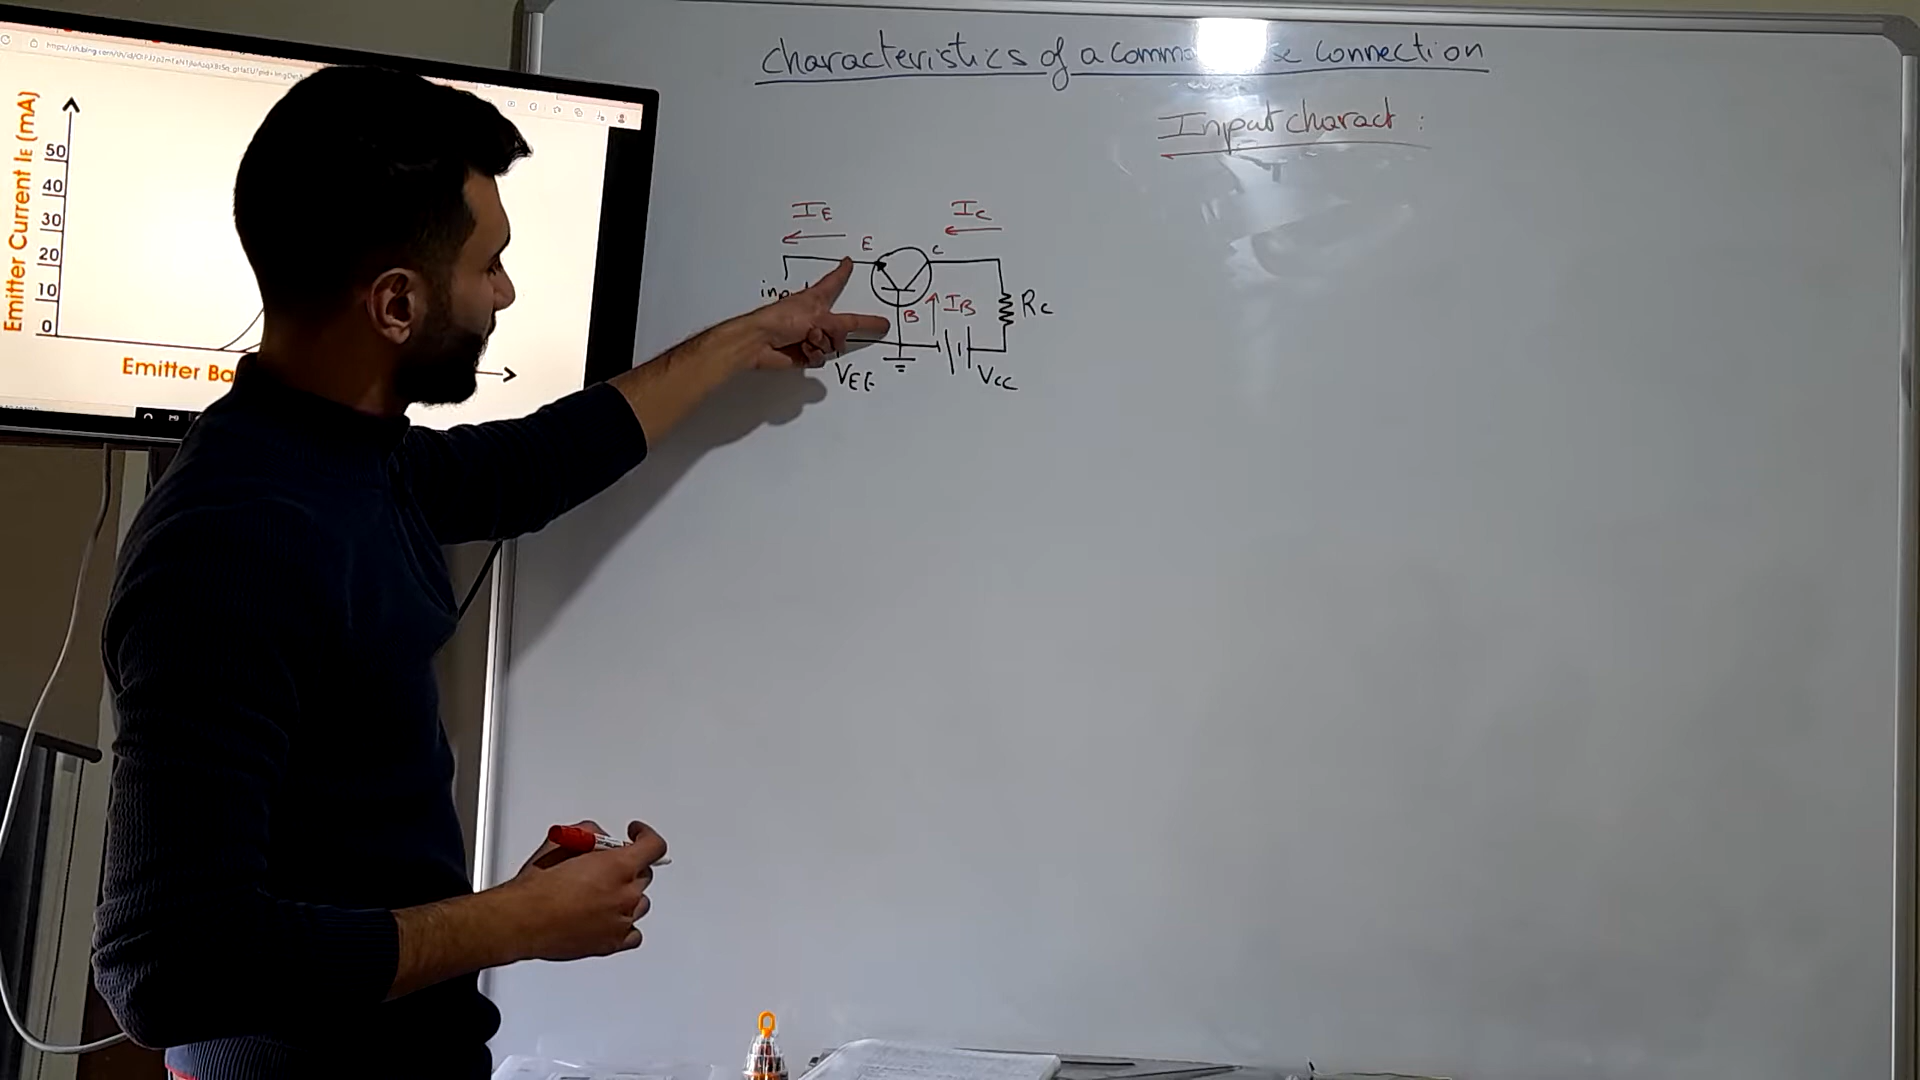 characteristics of a comm se connection
Input charact :
Emitter Current IE (mA)
50
40
30
20
10
0
Emitter Ba
IE
IC
E
C
B
IB
RC
VEE
VCC